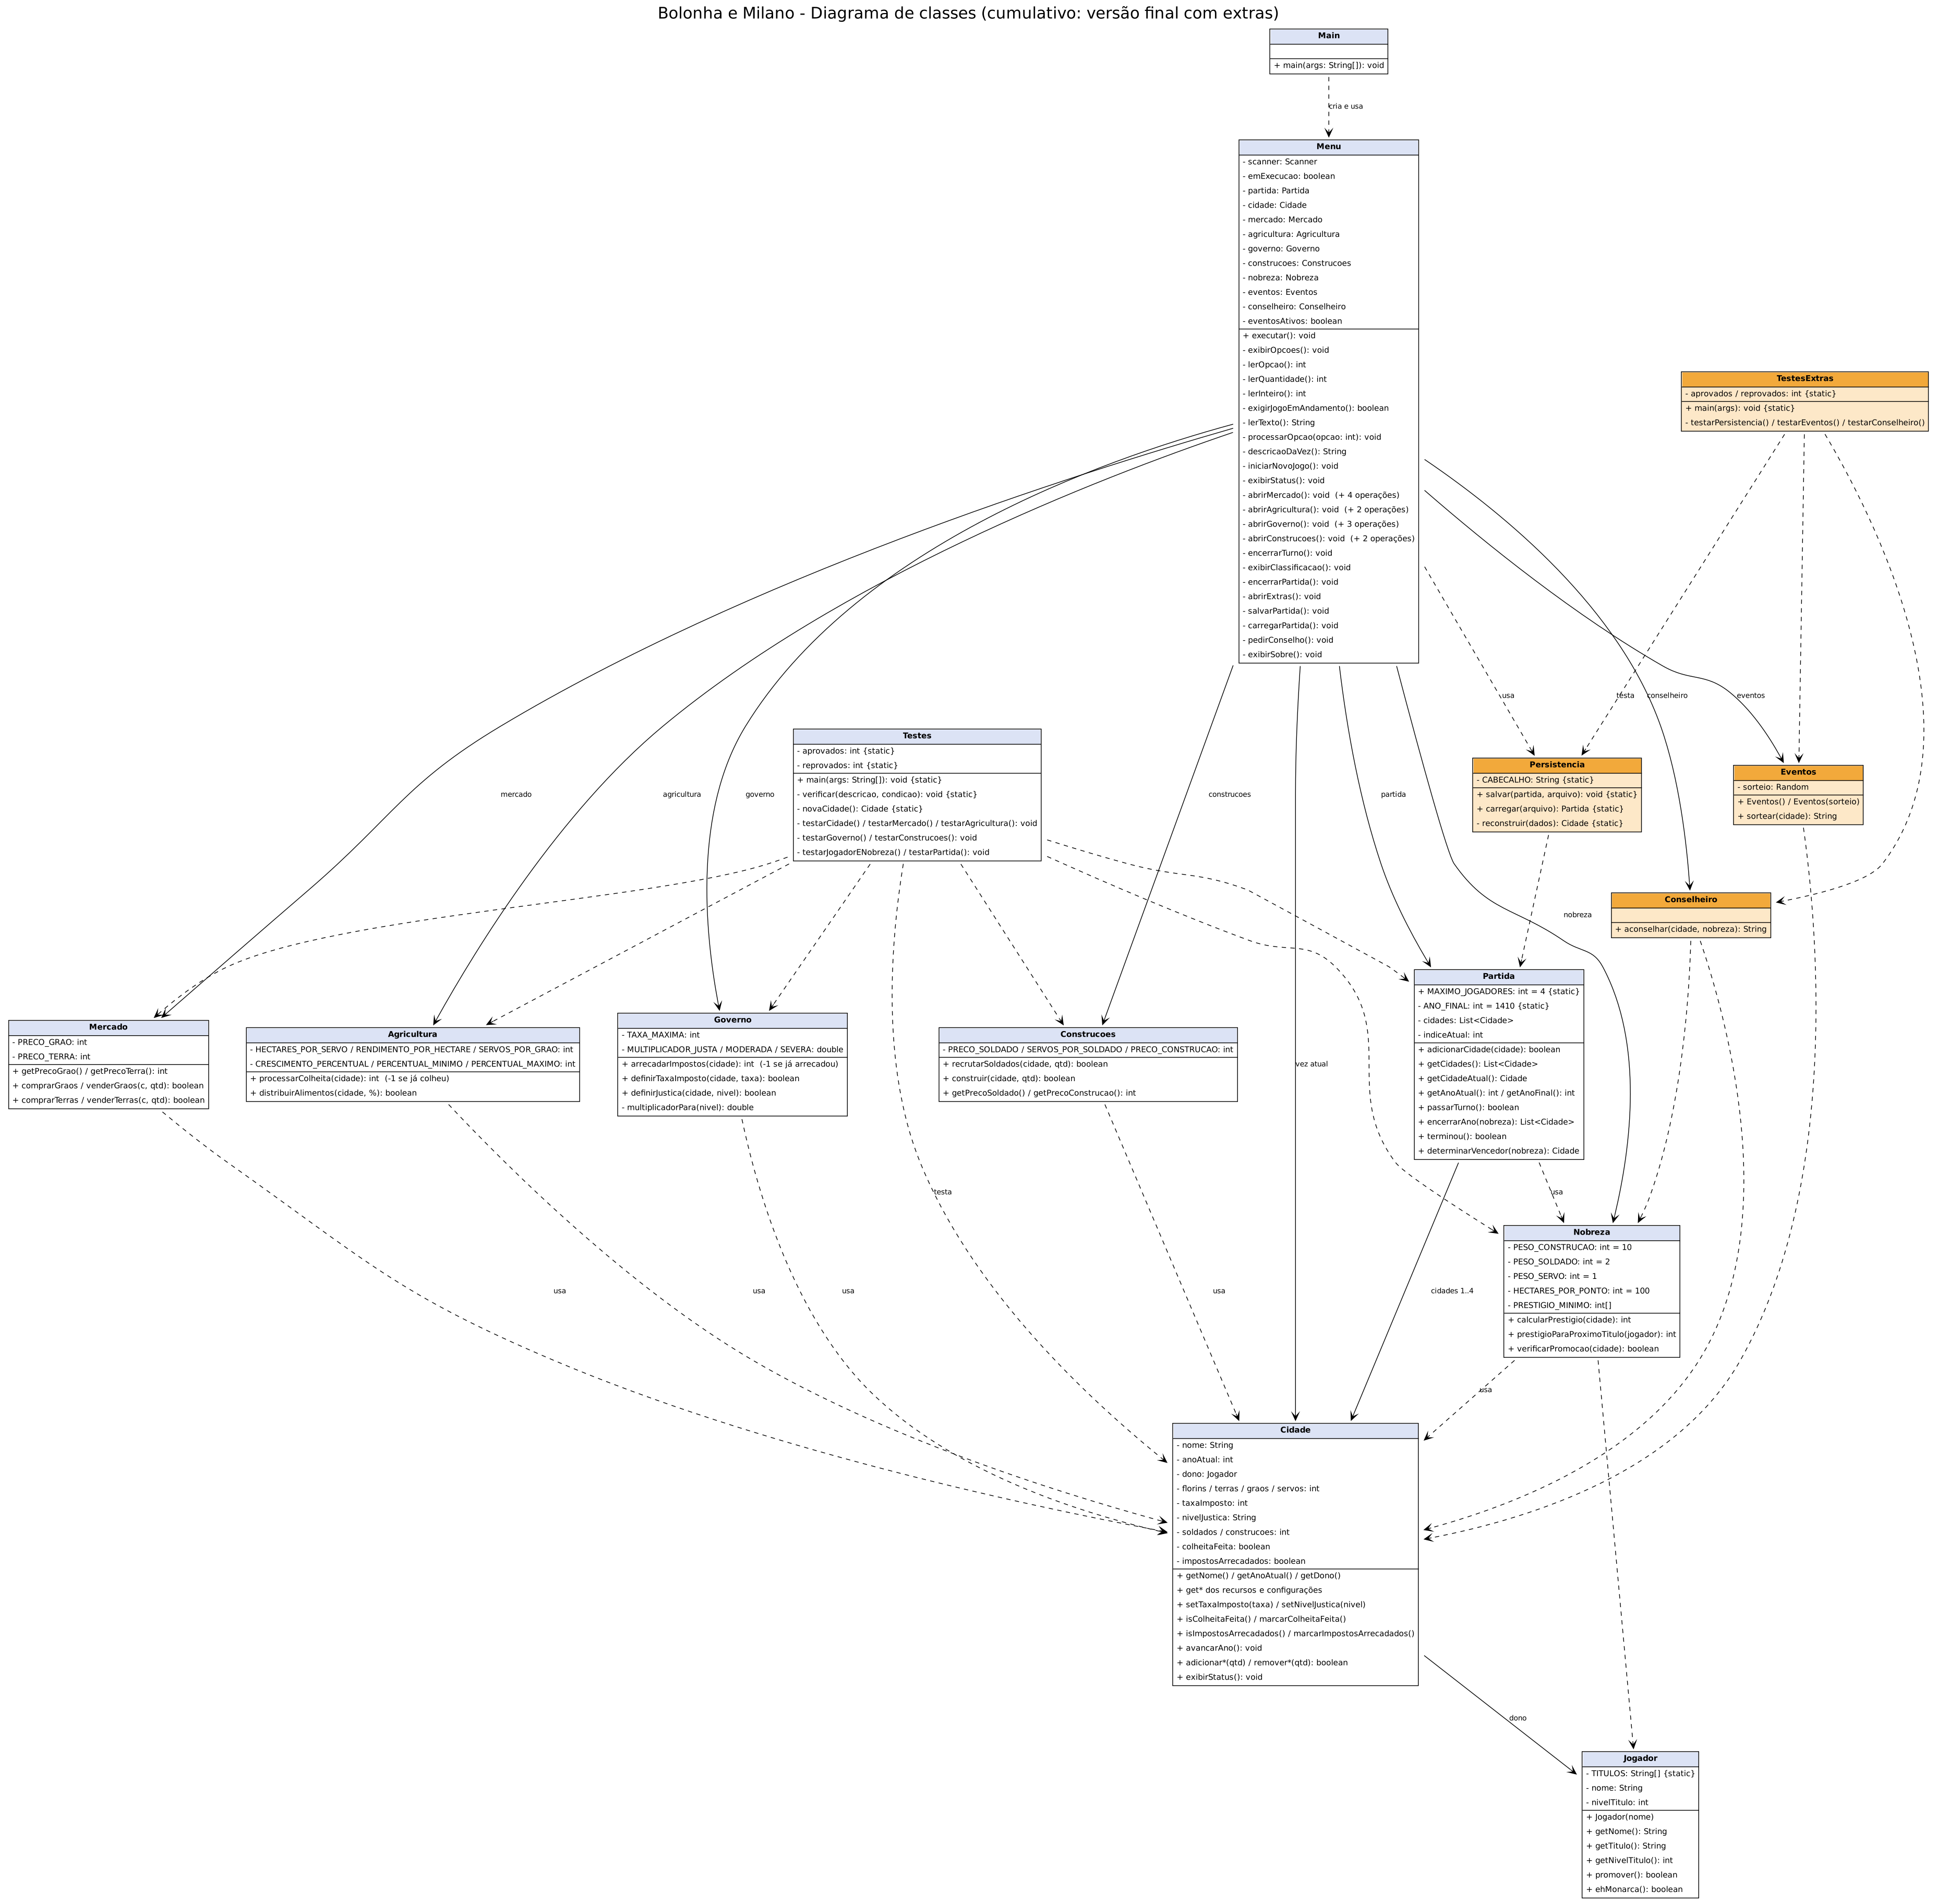 Bolonha e Milano - Diagrama de classes (cumulativo: versão final com extras)
Main
+ main(args: String[]): void
cria e usa
Menu
- scanner: Scanner
- emExecucao: boolean
- partida: Partida
- cidade: Cidade
- mercado: Mercado
- agricultura: Agricultura
- governo: Governo
- construcoes: Construcoes
- nobreza: Nobreza
- eventos: Eventos
- conselheiro: Conselheiro
- eventosAtivos: boolean
+ executar(): void
- exibirOpcoes(): void
- lerOpcao(): int
- lerQuantidade(): int
- lerInteiro(): int
- exigirJogoEmAndamento(): boolean
- lerTexto(): String
- processarOpcao(opcao: int): void
- descricaoDaVez(): String
- iniciarNovoJogo(): void
- exibirStatus(): void
- abrirMercado(): void  (+ 4 operações)
- abrirAgricultura(): void  (+ 2 operações)
- abrirGoverno(): void  (+ 3 operações)
- abrirConstrucoes(): void  (+ 2 operações)
- encerrarTurno(): void
- exibirClassificacao(): void
- encerrarPartida(): void
- abrirExtras(): void
- salvarPartida(): void
- carregarPartida(): void
- pedirConselho(): void
- exibirSobre(): void
TestesExtras
- aprovados / reprovados: int {static}
+ main(args): void {static}
- testarPersistencia() / testarEventos() / testarConselheiro()
usa
testa
conselheiro
eventos
Testes
- aprovados: int {static}
- reprovados: int {static}
+ main(args: String[]): void {static}
- verificar(descricao, condicao): void {static}
- novaCidade(): Cidade {static}
- testarCidade() / testarMercado() / testarAgricultura(): void
- testarGoverno() / testarConstrucoes(): void
- testarJogadorENobreza() / testarPartida(): void
Persistencia
- CABECALHO: String {static}
+ salvar(partida, arquivo): void {static}
+ carregar(arquivo): Partida {static}
- reconstruir(dados): Cidade {static}
Eventos
- sorteio: Random
+ Eventos() / Eventos(sorteio)
+ sortear(cidade): String
mercado
agricultura
governo
construcoes
partida
Conselheiro
+ aconselhar(cidade, nobreza): String
nobreza
Mercado
- PRECO_GRAO: int
- PRECO_TERRA: int
+ getPrecoGrao() / getPrecoTerra(): int
+ comprarGraos / venderGraos(c, qtd): boolean
+ comprarTerras / venderTerras(c, qtd): boolean
Agricultura
- HECTARES_POR_SERVO / RENDIMENTO_POR_HECTARE / SERVOS_POR_GRAO: int
- CRESCIMENTO_PERCENTUAL / PERCENTUAL_MINIMO / PERCENTUAL_MAXIMO: int
+ processarColheita(cidade): int  (-1 se já colheu)
+ distribuirAlimentos(cidade, %): boolean
Governo
- TAXA_MAXIMA: int
- MULTIPLICADOR_JUSTA / MODERADA / SEVERA: double
+ arrecadarImpostos(cidade): int  (-1 se já arrecadou)
+ definirTaxaImposto(cidade, taxa): boolean
+ definirJustica(cidade, nivel): boolean
- multiplicadorPara(nivel): double
Construcoes
- PRECO_SOLDADO / SERVOS_POR_SOLDADO / PRECO_CONSTRUCAO: int
+ recrutarSoldados(cidade, qtd): boolean
+ construir(cidade, qtd): boolean
+ getPrecoSoldado() / getPrecoConstrucao(): int
vez atual
Partida
+ MAXIMO_JOGADORES: int = 4 {static}
- ANO_FINAL: int = 1410 {static}
- cidades: List<Cidade>
- indiceAtual: int
+ adicionarCidade(cidade): boolean
+ getCidades(): List<Cidade>
+ getCidadeAtual(): Cidade
+ getAnoAtual(): int / getAnoFinal(): int
+ passarTurno(): boolean
+ encerrarAno(nobreza): List<Cidade>
+ terminou(): boolean
+ determinarVencedor(nobreza): Cidade
testa
usa
Nobreza
- PESO_CONSTRUCAO: int = 10
- PESO_SOLDADO: int = 2
- PESO_SERVO: int = 1
- HECTARES_POR_PONTO: int = 100
- PRESTIGIO_MINIMO: int[]
+ calcularPrestigio(cidade): int
+ prestigioParaProximoTitulo(jogador): int
+ verificarPromocao(cidade): boolean
usa
usa
usa
usa
cidades 1..4
usa
Cidade
- nome: String
- anoAtual: int
- dono: Jogador
- florins / terras / graos / servos: int
- taxaImposto: int
- nivelJustica: String
- soldados / construcoes: int
- colheitaFeita: boolean
- impostosArrecadados: boolean
+ getNome() / getAnoAtual() / getDono()
+ get* dos recursos e configurações
+ setTaxaImposto(taxa) / setNivelJustica(nivel)
+ isColheitaFeita() / marcarColheitaFeita()
+ isImpostosArrecadados() / marcarImpostosArrecadados()
+ avancarAno(): void
+ adicionar*(qtd) / remover*(qtd): boolean
+ exibirStatus(): void
dono
Jogador
- TITULOS: String[] {static}
- nome: String
- nivelTitulo: int
+ Jogador(nome)
+ getNome(): String
+ getTitulo(): String
+ getNivelTitulo(): int
+ promover(): boolean
+ ehMonarca(): boolean